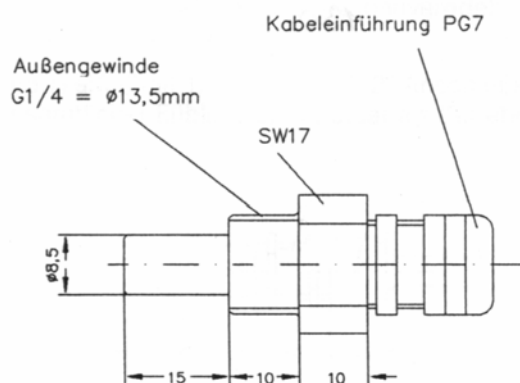 Kabeleinführung PG7
Außengewinde
G1/4 = ø13,5mm
SW17
ø8,5
15
10
10